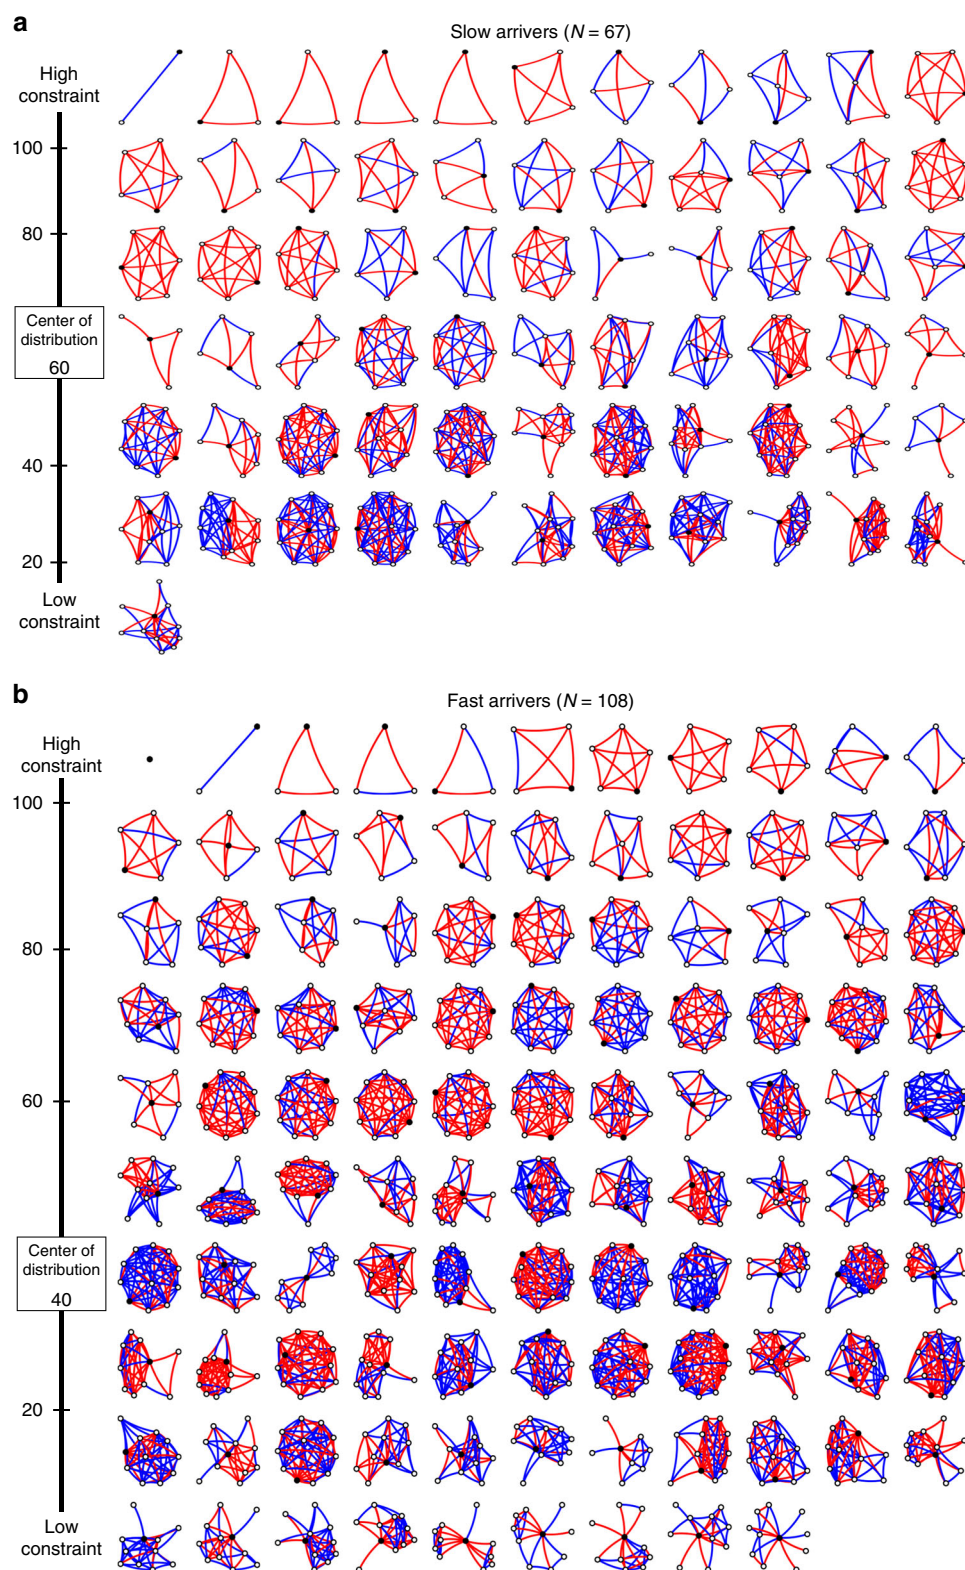 a
Slow arrivers (N = 67)
High
constraint
100
80
Center of
distribution
60
40
20
Low
constraint
b
Fast arrivers (N = 108)
High
constraint
100
80
60
Center of
distribution
40
20
Low
constraint